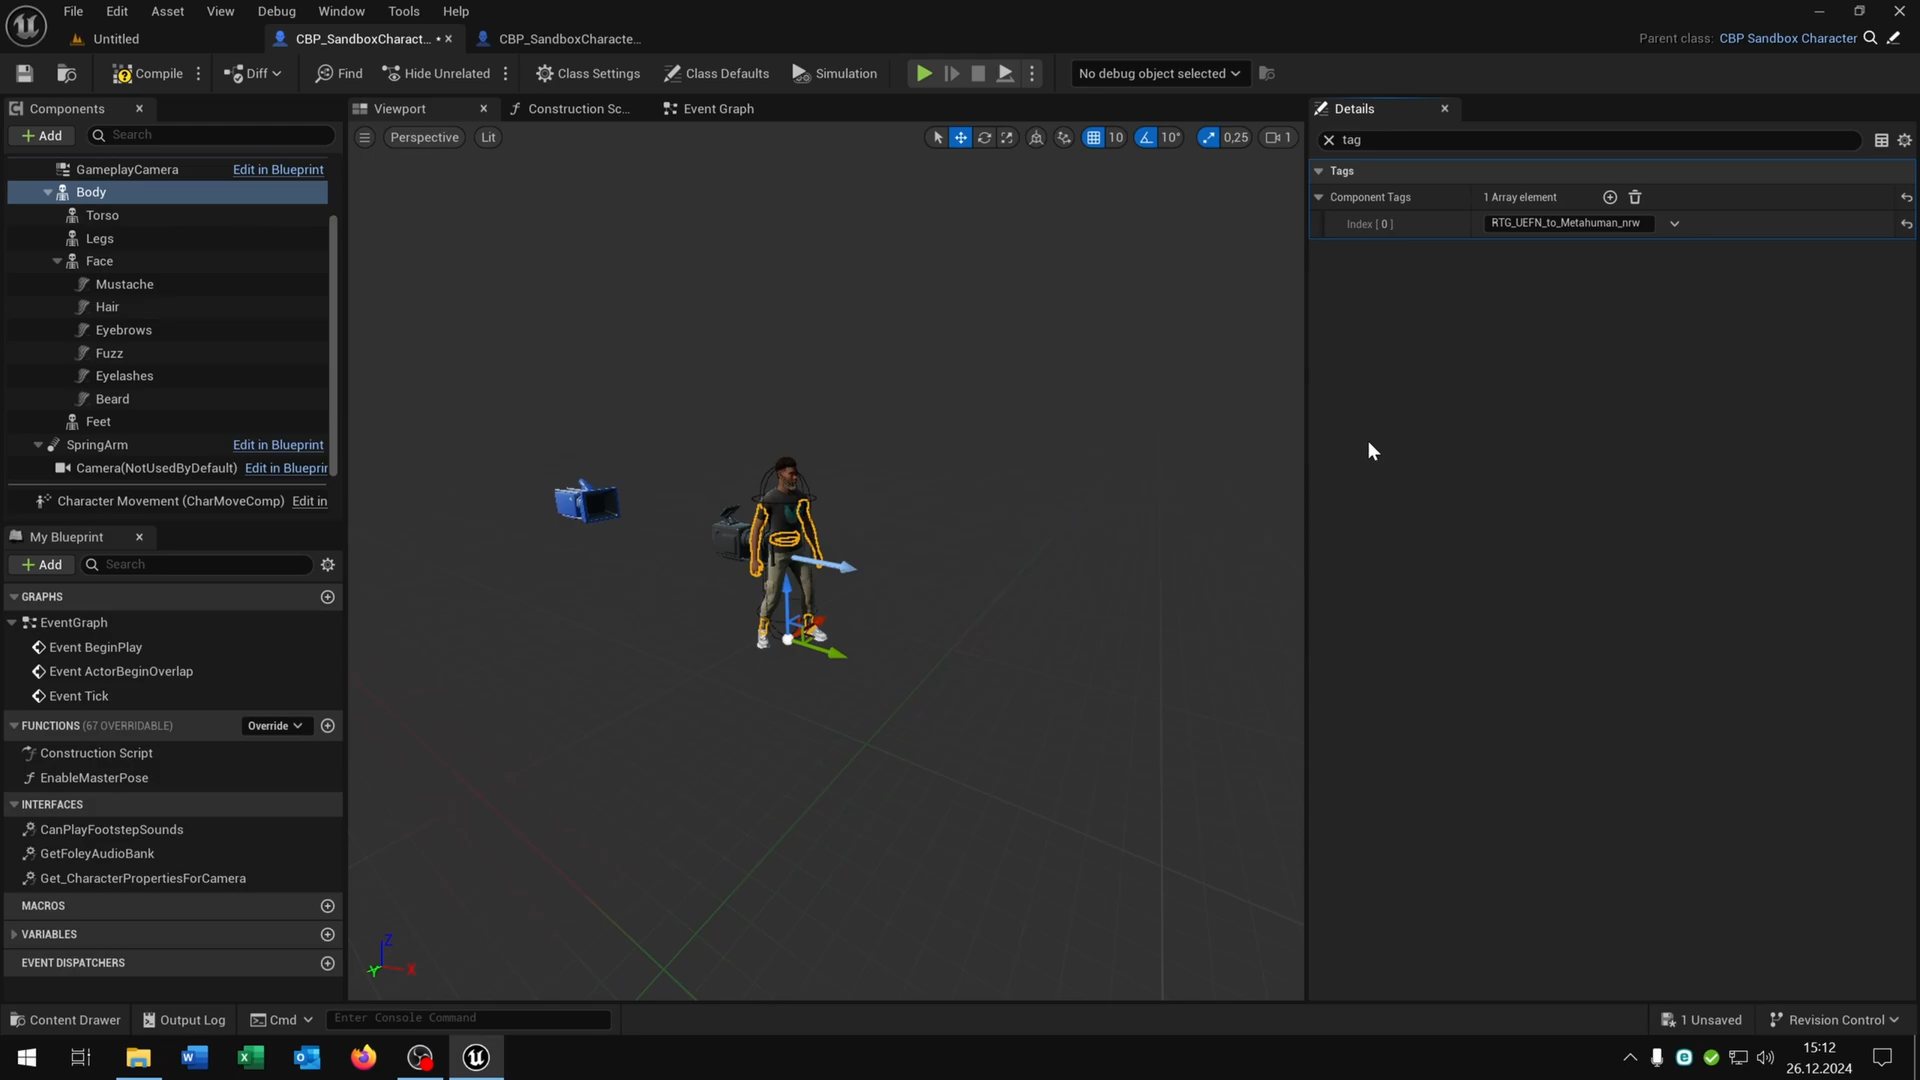 File Edit Asset View Debug Window Tools Help
Untitled CBP_SandboxCharact... • CBP_SandboxCharacte...
Parent class: CBP Sandbox Character
Compile Diff Find Hide Unrelated Class Settings Class Defaults Simulation No debug object selected
Components
Add Search
GameplayCamera Edit in Blueprint
Body
Torso
Legs
Face
Mustache
Hair
Eyebrows
Fuzz
Eyelashes
Beard
Feet
SpringArm Edit in Blueprint
Camera(NotUsedByDefault) Edit in Blueprir
Character Movement (CharMoveComp) Edit in
My Blueprint
Add Search
GRAPHS
EventGraph
Event BeginPlay
Event ActorBeginOverlap
Event Tick
FUNCTIONS (67 OVERRIDABLE) Override
Construction Script
EnableMasterPose
INTERFACES
CanPlayFootstepSounds
GetFoleyAudioBank
Get_CharacterPropertiesForCamera
MACROS
VARIABLES
EVENT DISPATCHERS
Viewport Construction Sc... Event Graph
Perspective Lit 10 10° 0,25 1
Z
Y X
Details
tag
Tags
Component Tags 1 Array element
Index [ 0 ] RTG_UEFN_to_Metahuman_nrw
Content Drawer Output Log Cmd Enter Console Command 1 Unsaved Revision Control
15:12
26.12.2024